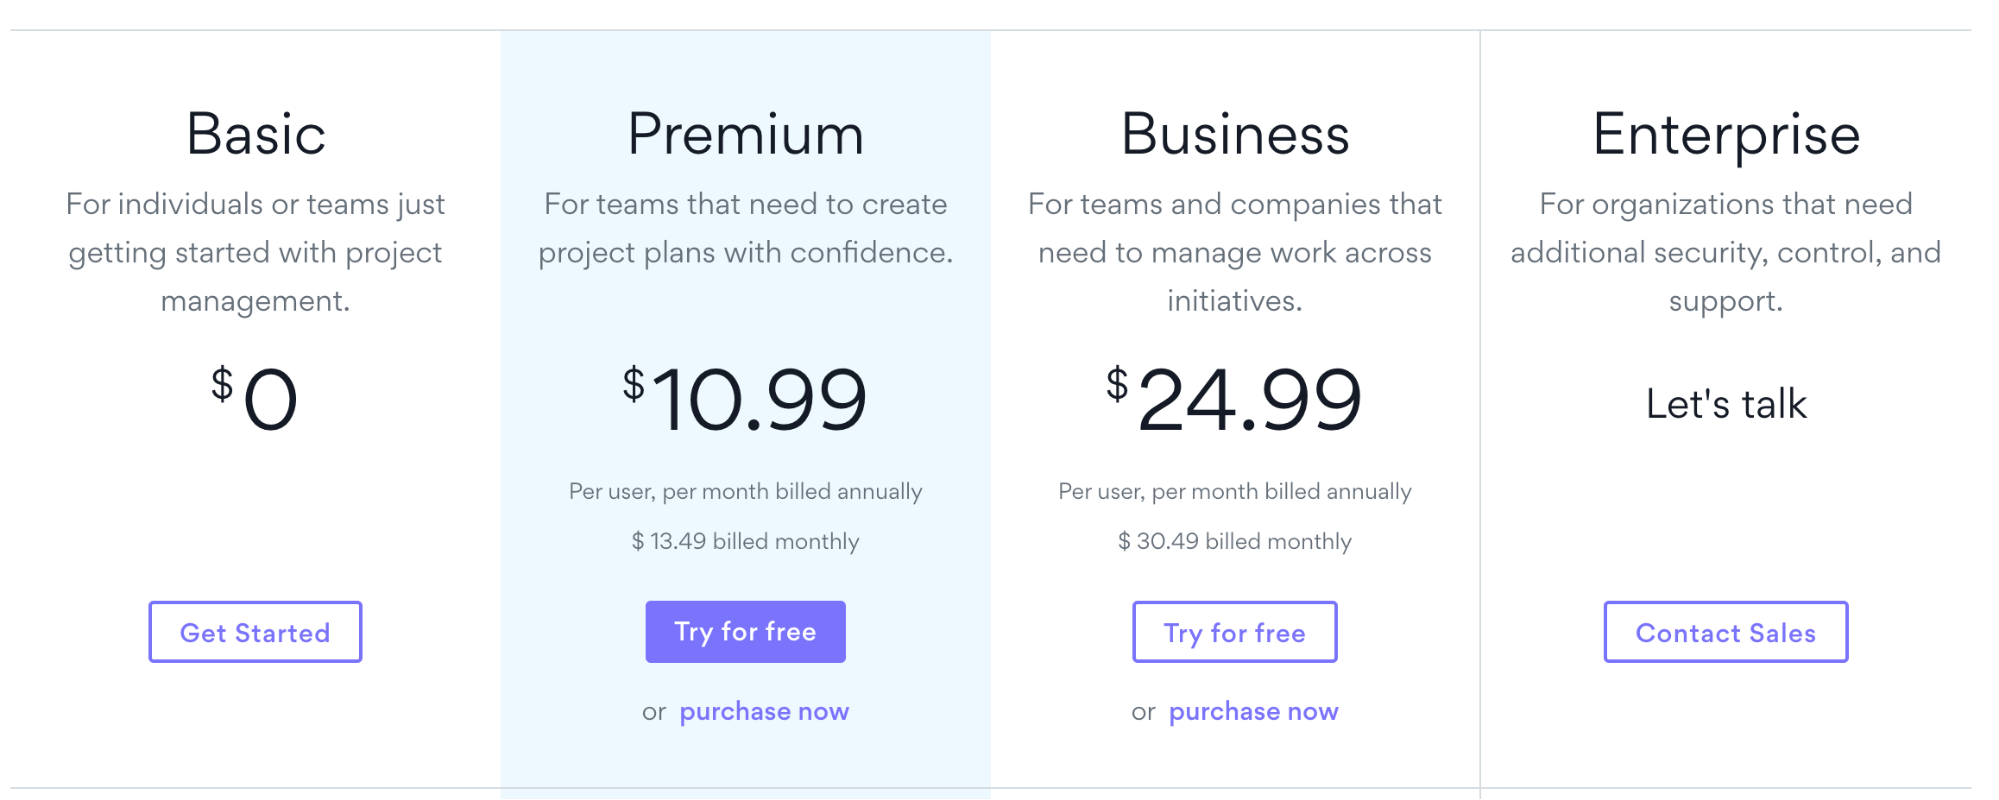 Basic
For individuals or teams just
getting started with project
management.
$0
Get Started
Premium
For teams that need to create
project plans with confidence.
$10.99
Per user, per month billed annually
$ 13.49 billed monthly
Try for free
or purchase now
Business
For teams and companies that
need to manage work across
initiatives.
$24.99
Per user, per month billed annually
$ 30.49 billed monthly
Try for free
or purchase now
Enterprise
For organizations that need
additional security, control, and
support.
Let's talk
Contact Sales